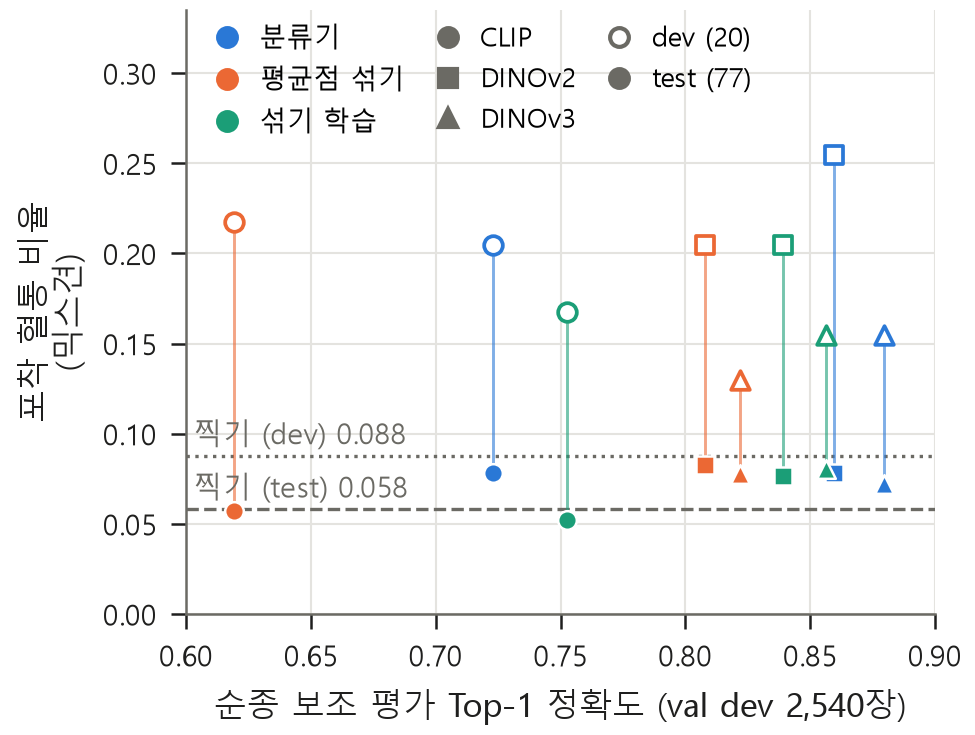 분류기
평균점 섞기
섞기 학습
CLIP
DINOv2
DINOv3
dev (20)
test (77)
포착 혈통 비율
(믹스견)
0.30
0.25
0.20
0.15
0.10
0.05
0.00
찍기 (dev) 0.088
찍기 (test) 0.058
0.60 0.65 0.70 0.75 0.80 0.85 0.90
순종 보조 평가 Top-1 정확도 (val dev 2,540장)